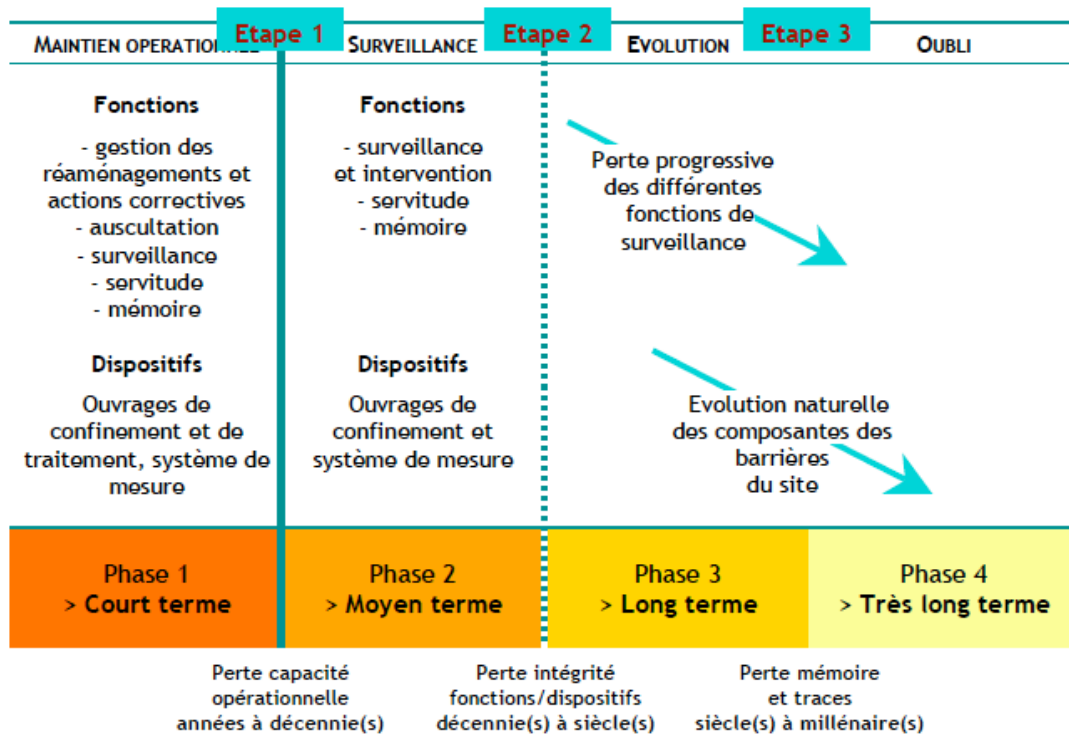 Etape 1
Etape 2
Etape 3
MAINTIEN OPERATIONNEL
SURVEILLANCE
EVOLUTION
OUBLI
Fonctions
- gestion des
réaménagements et
actions correctives
- auscultation
- surveillance
- servitude
- mémoire
Dispositifs
Ouvrages de
confinement et de
traitement, système de
mesure
Fonctions
- surveillance
et intervention
- servitude
- mémoire
Dispositifs
Ouvrages de
confinement et
système de mesure
Perte progressive
des différentes
fonctions de
surveillance
Evolution naturelle
des composantes des
barrières
du site
Phase 1
> Court terme
Phase 2
> Moyen terme
Phase 3
> Long terme
Phase 4
> Très long terme
Perte capacité
opérationnelle
années à décennie(s)
Perte intégrité
fonctions/dispositifs
décennie(s) à siècle(s)
Perte mémoire
et traces
siècle(s) à millénaire(s)